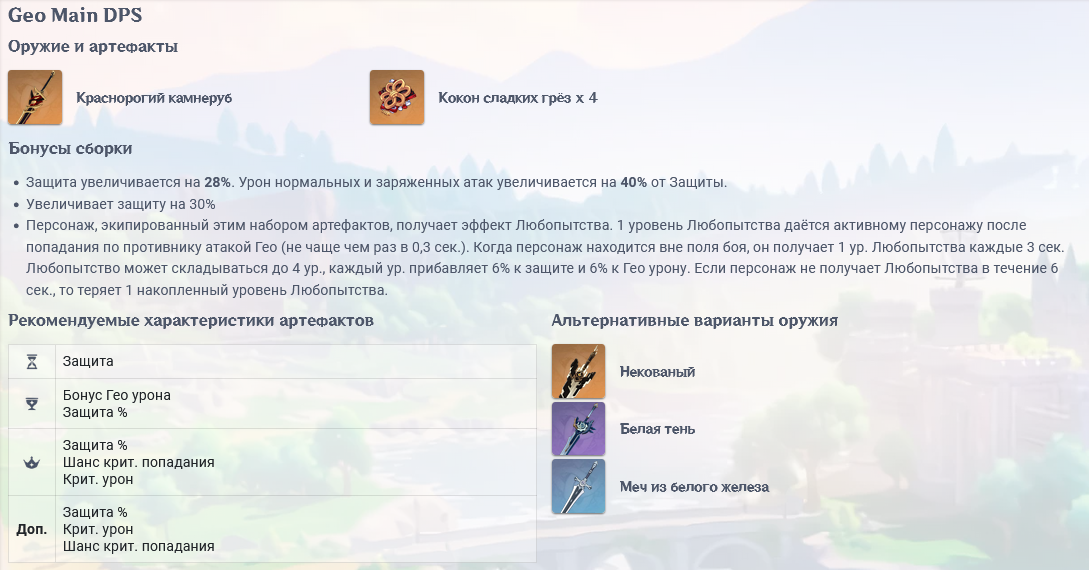 Geo Main DPS
Оружие и артефакты
Краснорогий камнеруб
Кокон сладких грёз x 4
Бонусы сборки
• Защита увеличивается на 28%. Урон нормальных и заряженных атак увеличивается на 40% от Защиты.
• Увеличивает защиту на 30%
• Персонаж, экипированный этим набором артефактов, получает эффект Любопытства. 1 уровень Любопытства даётся активному персонажу после
попадания по противнику атакой Гео (не чаще чем раз в 0,3 сек.). Когда персонаж находится вне поля боя, он получает 1 ур. Любопытства каждые 3 сек.
Любопытство может складываться до 4 ур., каждый ур. прибавляет 6% к защите и 6% к Гео урону. Если персонаж не получает Любопытства в течение 6
сек., то теряет 1 накопленный уровень Любопытства.
Рекомендуемые характеристики артефактов
Защита
Бонус Гео урона
Защита %
Защита %
Шанс крит. попадания
Крит. урон
Доп.
Защита %
Крит. урон
Шанс крит. попадания
Альтернативные варианты оружия
Некованый
Белая тень
Меч из белого железа